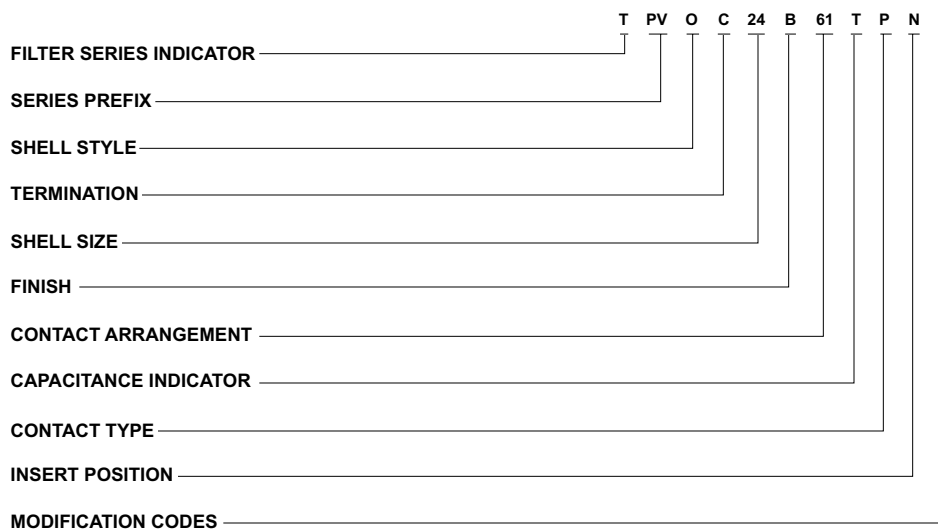 T PV O C 24 B 61 T P N
FILTER SERIES INDICATOR
SERIES PREFIX
SHELL STYLE
TERMINATION
SHELL SIZE
FINISH
CONTACT ARRANGEMENT
CAPACITANCE INDICATOR
CONTACT TYPE
INSERT POSITION
MODIFICATION CODES